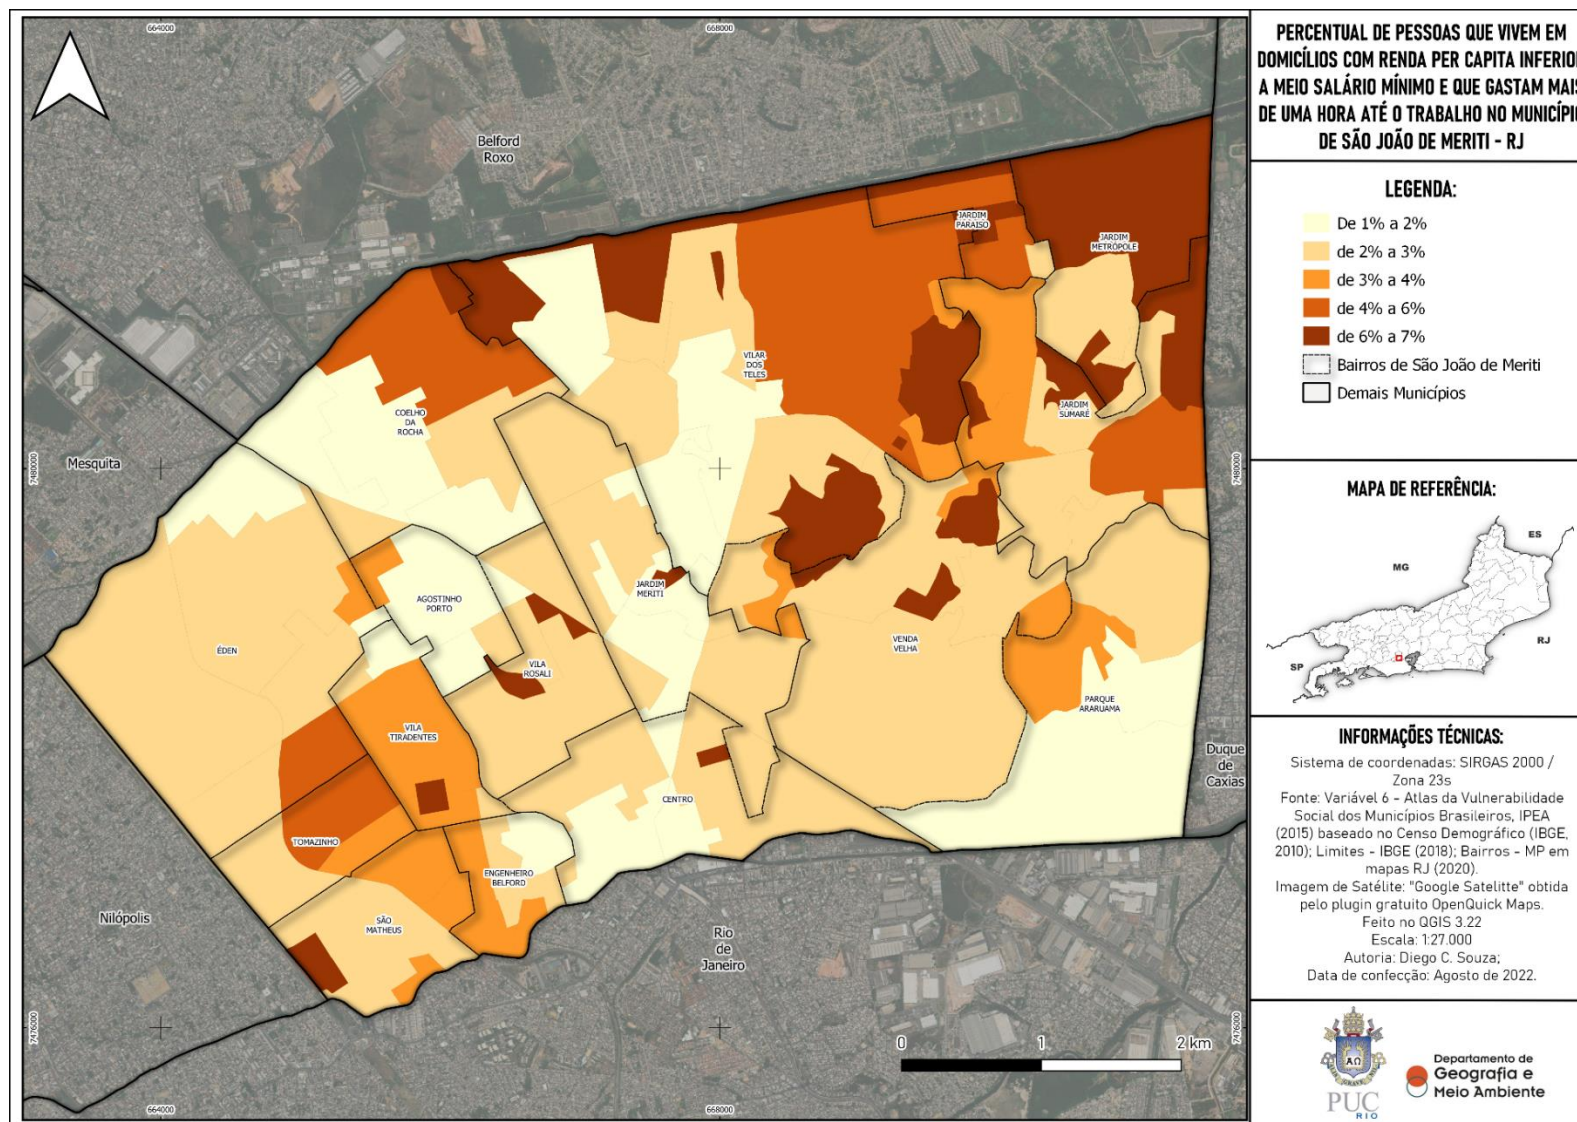 PERCENTUAL DE PESSOAS QUE VIVEM EM
DOMICÍLIOS COM RENDA PER CAPITA INFERIOR
A MEIO SALÁRIO MÍNIMO E QUE GASTAM MAIS
DE UMA HORA ATÉ O TRABALHO NO MUNICÍPIO
DE SÃO JOÃO DE MERITI - RJ
LEGENDA:
De 1% a 2%
de 2% a 3%
de 3% a 4%
de 4% a 6%
de 6% a 7%
Bairros de São João de Meriti
Demais Municípios
MAPA DE REFERÊNCIA:
ES
MG
RJ
SP
INFORMAÇÕES TÉCNICAS:
Sistema de coordenadas: SIRGAS 2000 /
Zona 23s
Fonte: Variável 6 - Atlas da Vulnerabilidade
Social dos Municípios Brasileiros, IPEA
(2015) baseado no Censo Demográfico (IBGE,
2010); Limites - IBGE (2018); Bairros - MP em
mapas RJ (2020).
Imagem de Satélite: "Google Satelitte" obtida
pelo plugin gratuito OpenQuick Maps.
Feito no QGIS 3.22
Escala: 1:27.000
Autoria: Diego C. Souza;
Data de confecção: Agosto de 2022.
PUC
RIO
Departamento de
Geografia e
Meio Ambiente
664000
668000
Belford
Roxo
JARDIM
PARAISO
JARDIM
METRÓPOLE
VILAR
DOS
TELES
COELHO
DA
ROCHA
JARDIM
SUMARÉ
Mesquita
7480000
7480000
AGOSTINHO
PORTO
JARDIM
MERITI
ÉDEN
VILA
ROSALI
VENDA
VELHA
PARQUE
ARARUAMA
VILA
TIRADENTES
Duque
de
Caxias
CENTRO
TOMAZINHO
ENGENHEIRO
BELFORD
Nilópolis
SÃO
MATHEUS
Rio
de
Janeiro
7476000
7476000
0 1 2 km
664000
668000